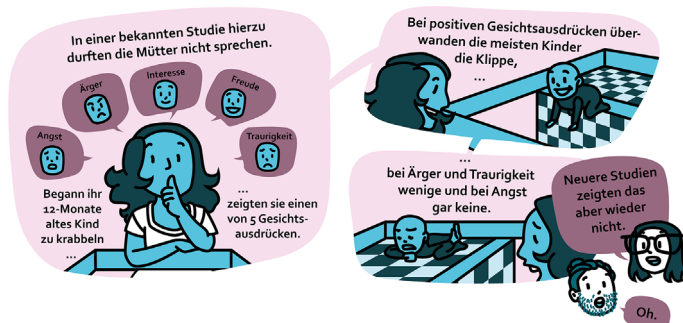 In einer bekannten Studie hierzu
durften die Mütter nicht sprechen.
Angst
Ärger
Interesse
Freude
Traurigkeit
Begann ihr
12-Monate
altes Kind
zu krabbeln
...
...
zeigten sie einen
von 5 Gesichts-
ausdrücken.
Bei positiven Gesichtsausdrücken über-
wanden die meisten Kinder
die Klippe,
...
...
bei Ärger und Traurigkeit
wenige und bei Angst
gar keine.
Neuere Studien
zeigten das
aber wieder
nicht.
Oh.